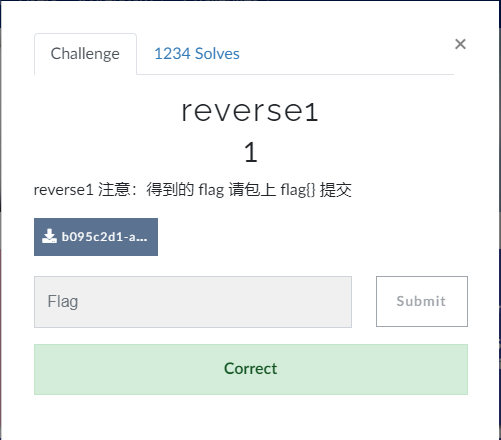 Challenge
1234 Solves
×
reverse1
1
reverse1 注意：得到的 flag 请包上 flag{} 提交
b095c2d1-a...
Flag
Submit
Correct